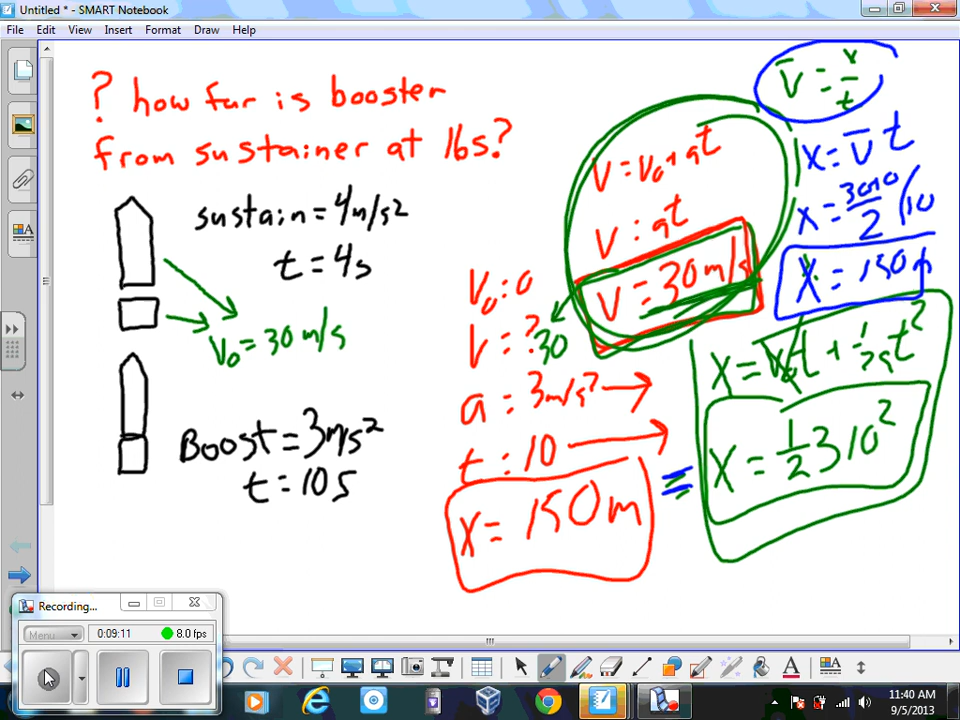 Untitled * - SMART Notebook
File Edit View Insert Format Draw Help
? how far is booster
from sustainer at 16s?
sustain = 4m/s²
t = 4s
V₀ = 30 m/s
Boost = 3m/s²
t = 10s
V₀ = 0
V = ? 30
a = 3m/s² →
t = 10 →
x = 150m
=
V = V₀ + at
V = at
V = 30 m/s
V̄ = x/t
x = V̄ t
x = 30+0/2 (10
x = 150m
x = V₀t + 1/2at²
x = 1/2 3 10²
Recording...
Menu
0:09:11
8.0 fps
A
11:40 AM
9/5/2013